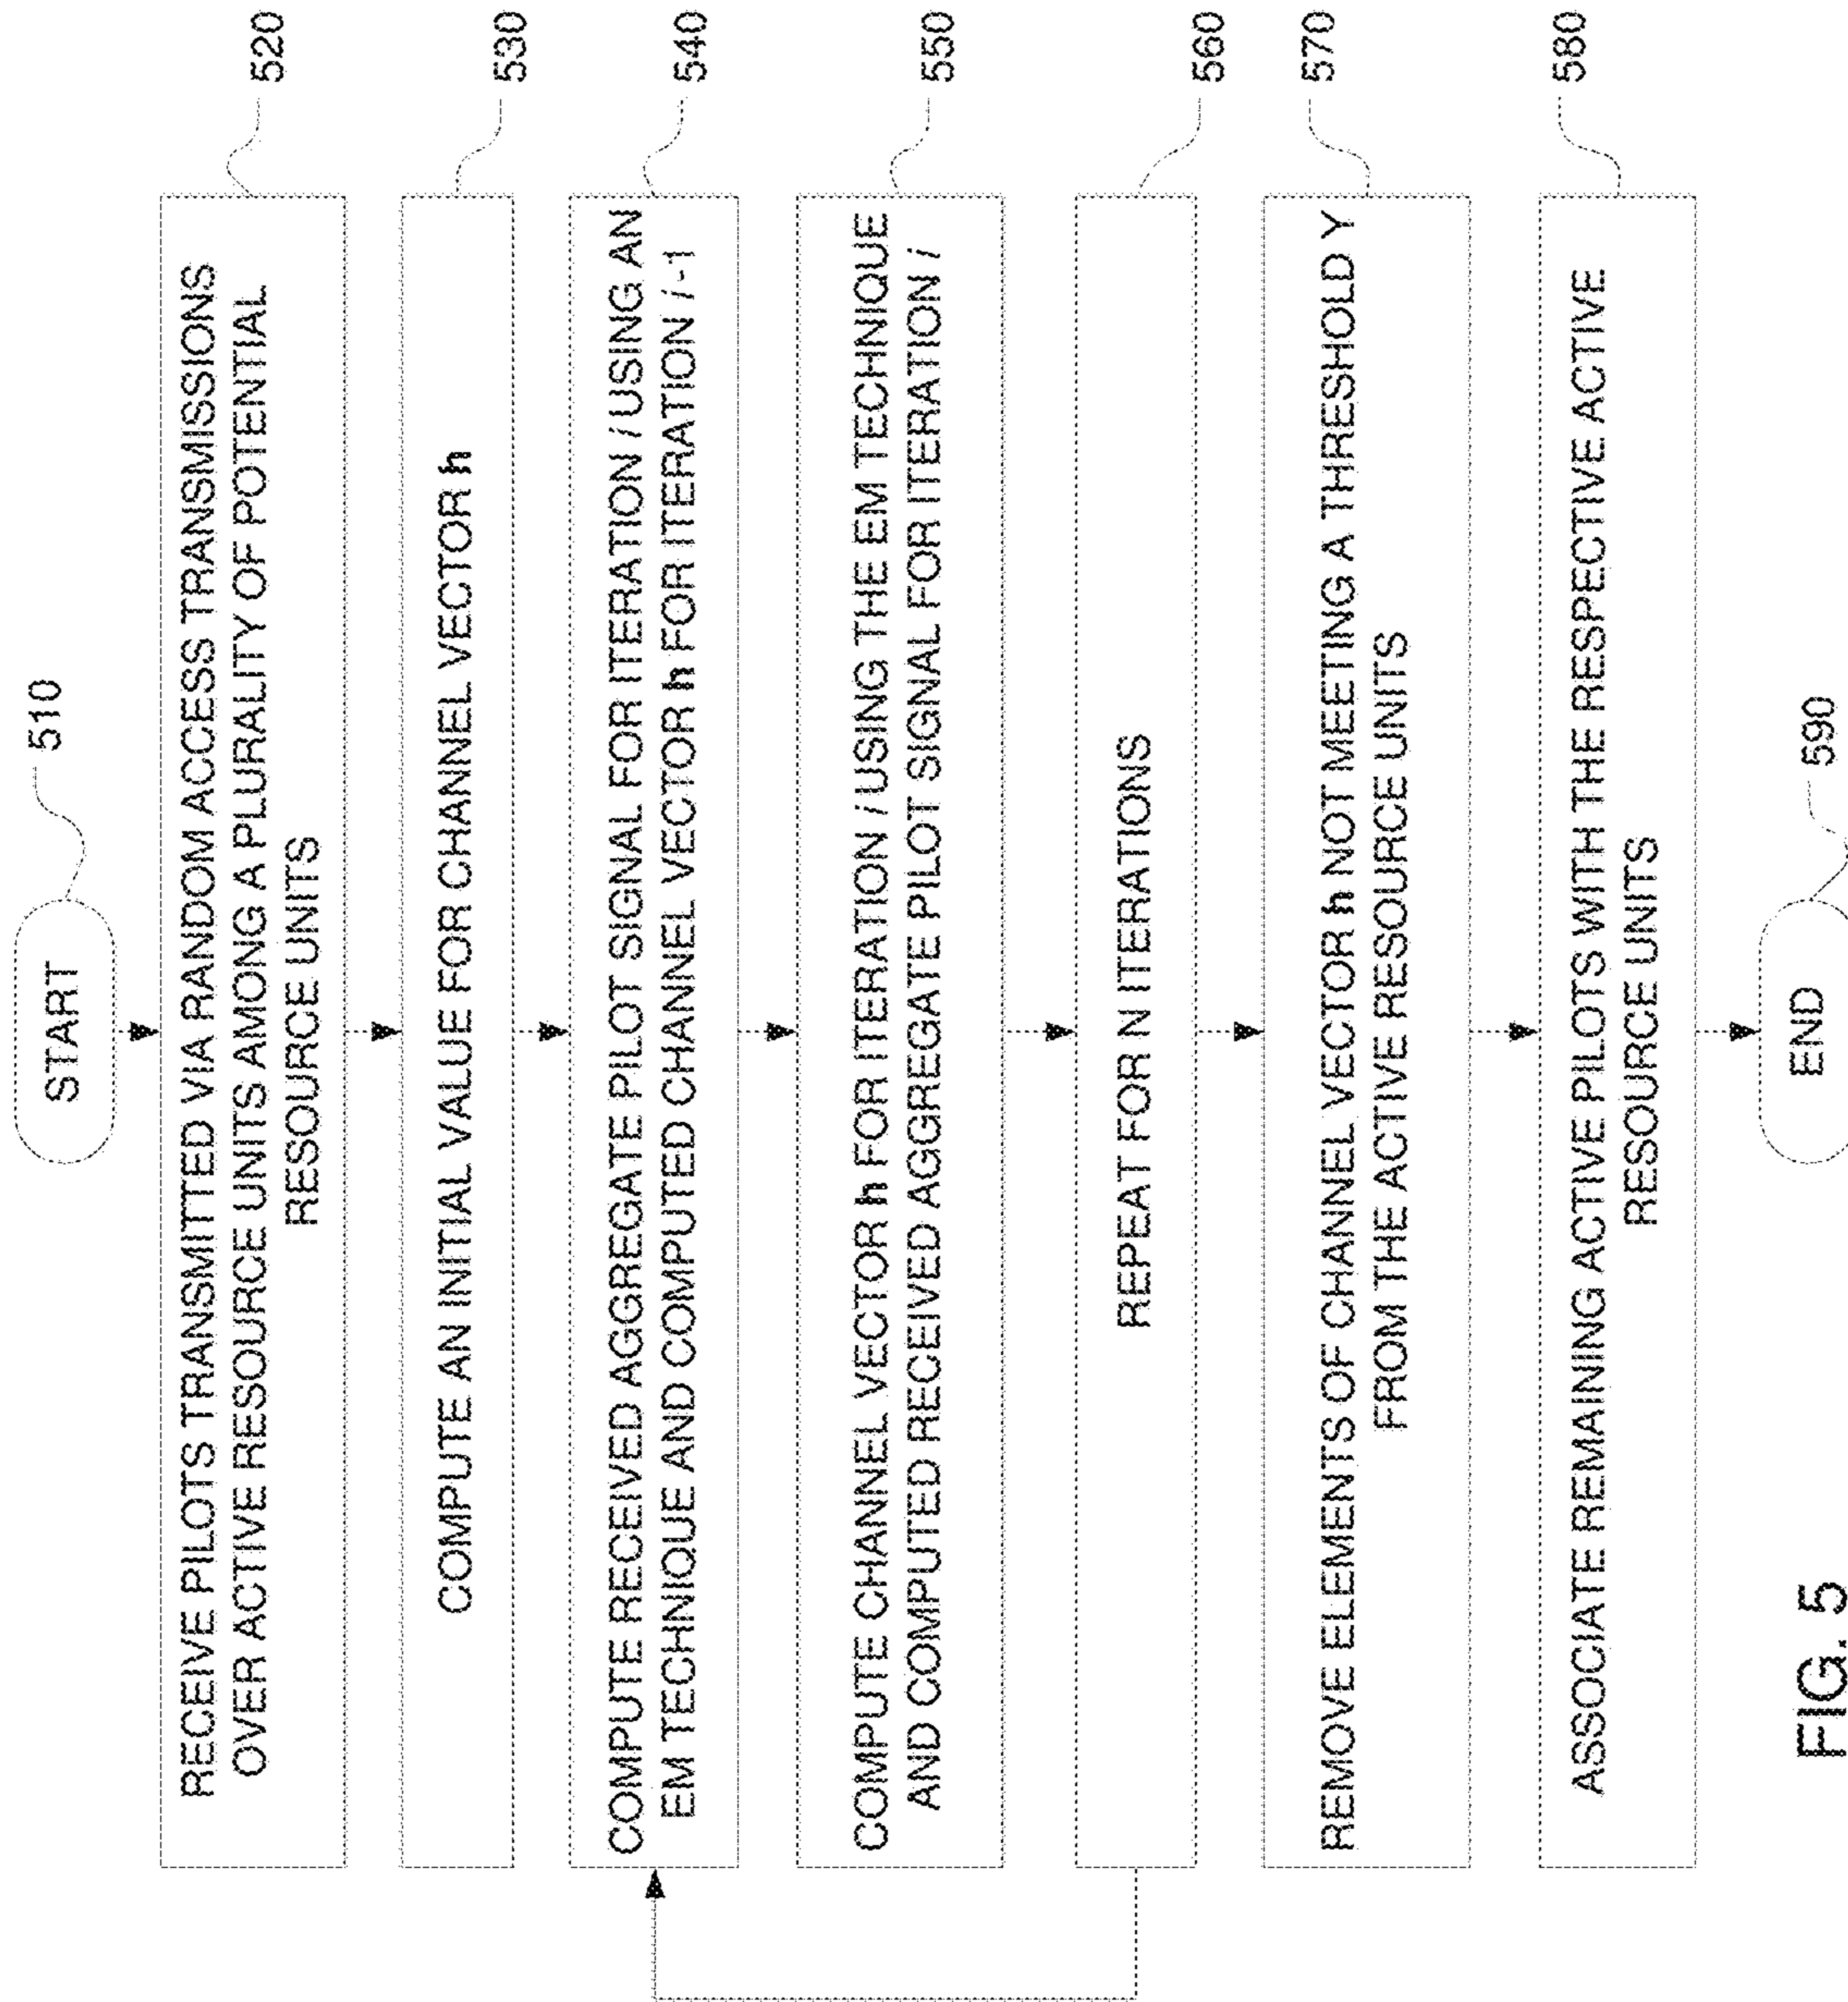 START
510
RECEIVE PILOTS TRANSMITTED VIA RANDOM ACCESS TRANSMISSIONS
OVER ACTIVE RESOURCE UNITS AMONG A PLURALITY OF POTENTIAL
RESOURCE UNITS
520
COMPUTE AN INITIAL VALUE FOR CHANNEL VECTOR h
530
COMPUTE RECEIVED AGGREGATE PILOT SIGNAL FOR ITERATION i USING AN
EM TECHNIQUE AND COMPUTED CHANNEL VECTOR h FOR ITERATION i -1
540
COMPUTE CHANNEL VECTOR h FOR ITERATION i USING THE EM TECHNIQUE
AND COMPUTED RECEIVED AGGREGATE PILOT SIGNAL FOR ITERATION i
550
REPEAT FOR N ITERATIONS
560
REMOVE ELEMENTS OF CHANNEL VECTOR h NOT MEETING A THRESHOLD Y
FROM THE ACTIVE RESOURCE UNITS
570
ASSOCIATE REMAINING ACTIVE PILOTS WITH THE RESPECTIVE ACTIVE
RESOURCE UNITS
580
END
590
FIG. 5